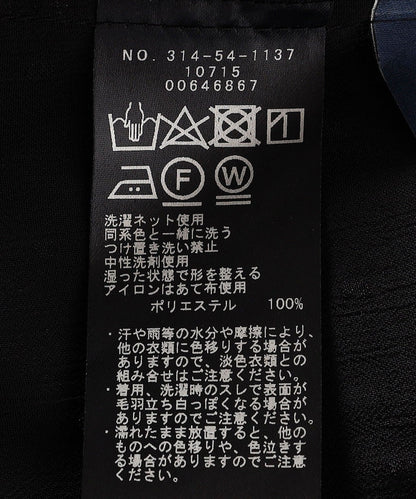 NO. 314-54-1137
10715
00646867
F W
洗濯ネット使用
同系色と一緒に洗う
つけ置き洗い禁止
中性洗剤使用
湿った状態で形を整える
アイロンはあて布使用
ポリエステル 100%
・汗や雨等の水分や摩擦により、
他の衣類に色移りする場合が
ありますので、淡色衣類との
組み合せはご注意ください。
・着用、洗濯時のスレで表面が
毛羽立ち白っぽくなる場合が
ありますのでご注意ください。
・濡れたまま放置すると、他の
ものへの色移りや、色泣きす
る場合がありますのでご注意
ください。